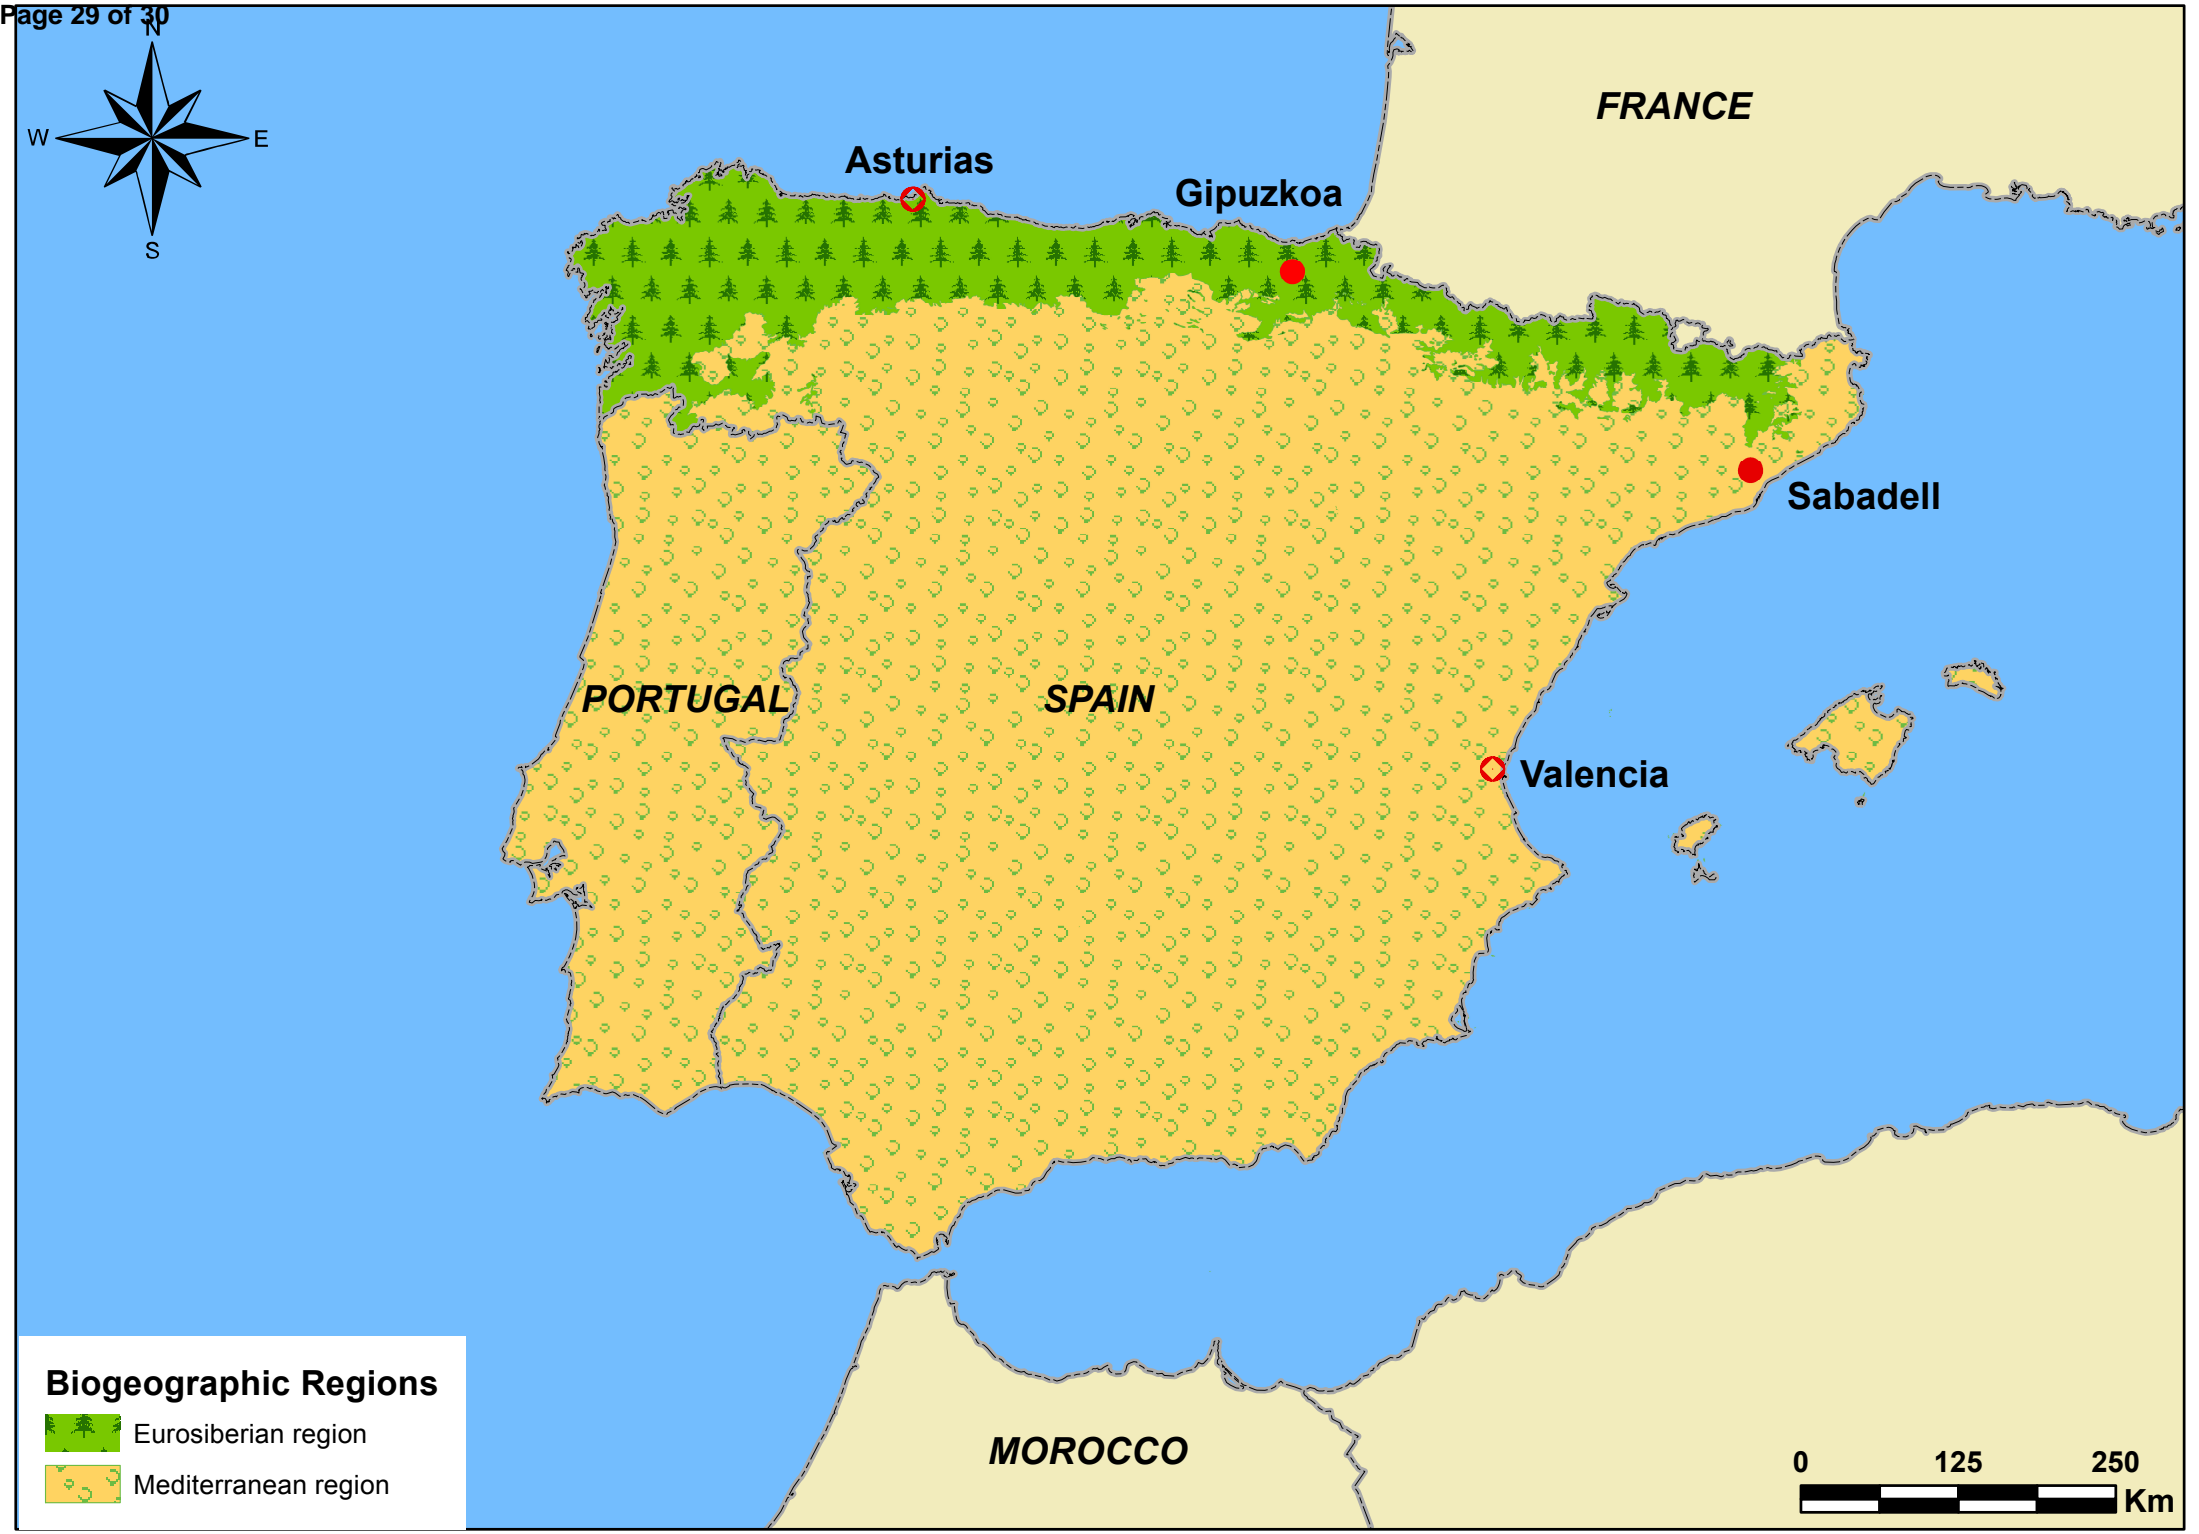 Page 29 of 30
N
W
E
S
FRANCE
Asturias
Gipuzkoa
Sabadell
PORTUGAL
SPAIN
Valencia
MOROCCO
Biogeographic Regions
Eurosiberian region
Mediterranean region
0 125 250
Km